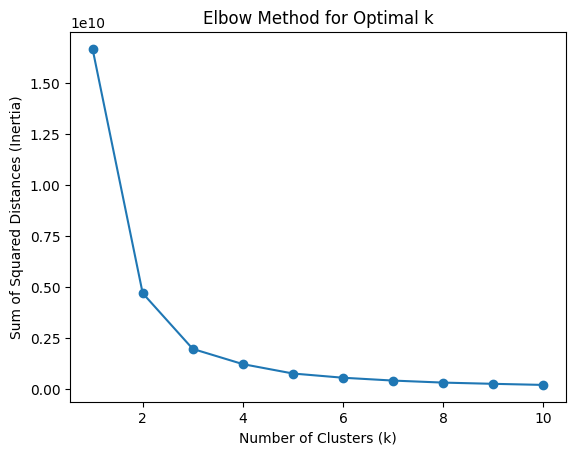 Elbow Method for Optimal k
1e10
1.50
1.25
1.00
0.75
0.50
0.25
0.00
Sum of Squared Distances (Inertia)
2 4 6 8 10
Number of Clusters (k)